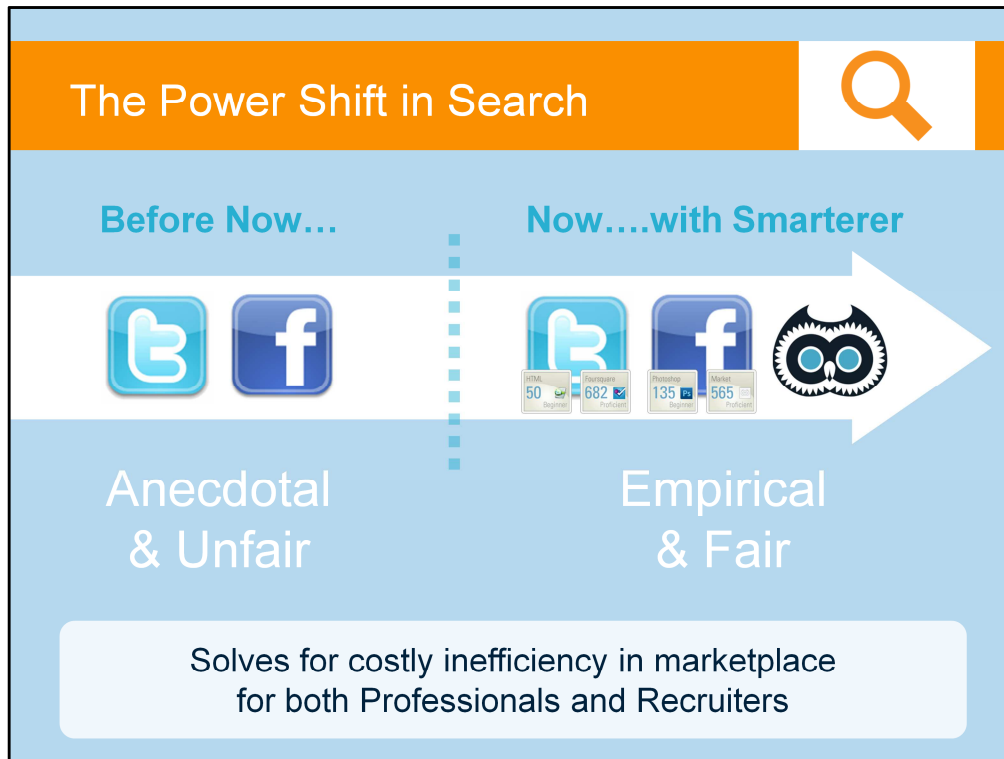 The Power Shift in Search
Before Now…
Now….with Smarterer
t
f
t
f
HTML
50
Beginner
Foursquare
682
Proficient
Photoshop
135 Ps
Beginner
Market
565
Proficient
Anecdotal
& Unfair
Empirical
& Fair
Solves for costly inefficiency in marketplace
for both Professionals and Recruiters